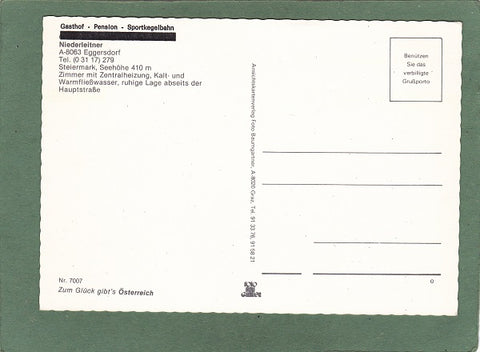 Gasthof - Pension - Sportkegelbahn
Niederleitner
A-8063 Eggersdorf
Tel. (0 31 17) 279
Steiermark, Seehöhe 410 m
Zimmer mit Zentralheizung, Kalt- und
Warmfließwasser, ruhige Lage abseits der
Hauptstraße
Benützen
Sie das
verbilligte
Grußporto
Ansichtskartenverlag Foto Baumgartner, A-8020 Graz, Tel. 91 33 76, 91 58 21
Nr. 7007
Zum Glück gibt's Österreich
foto